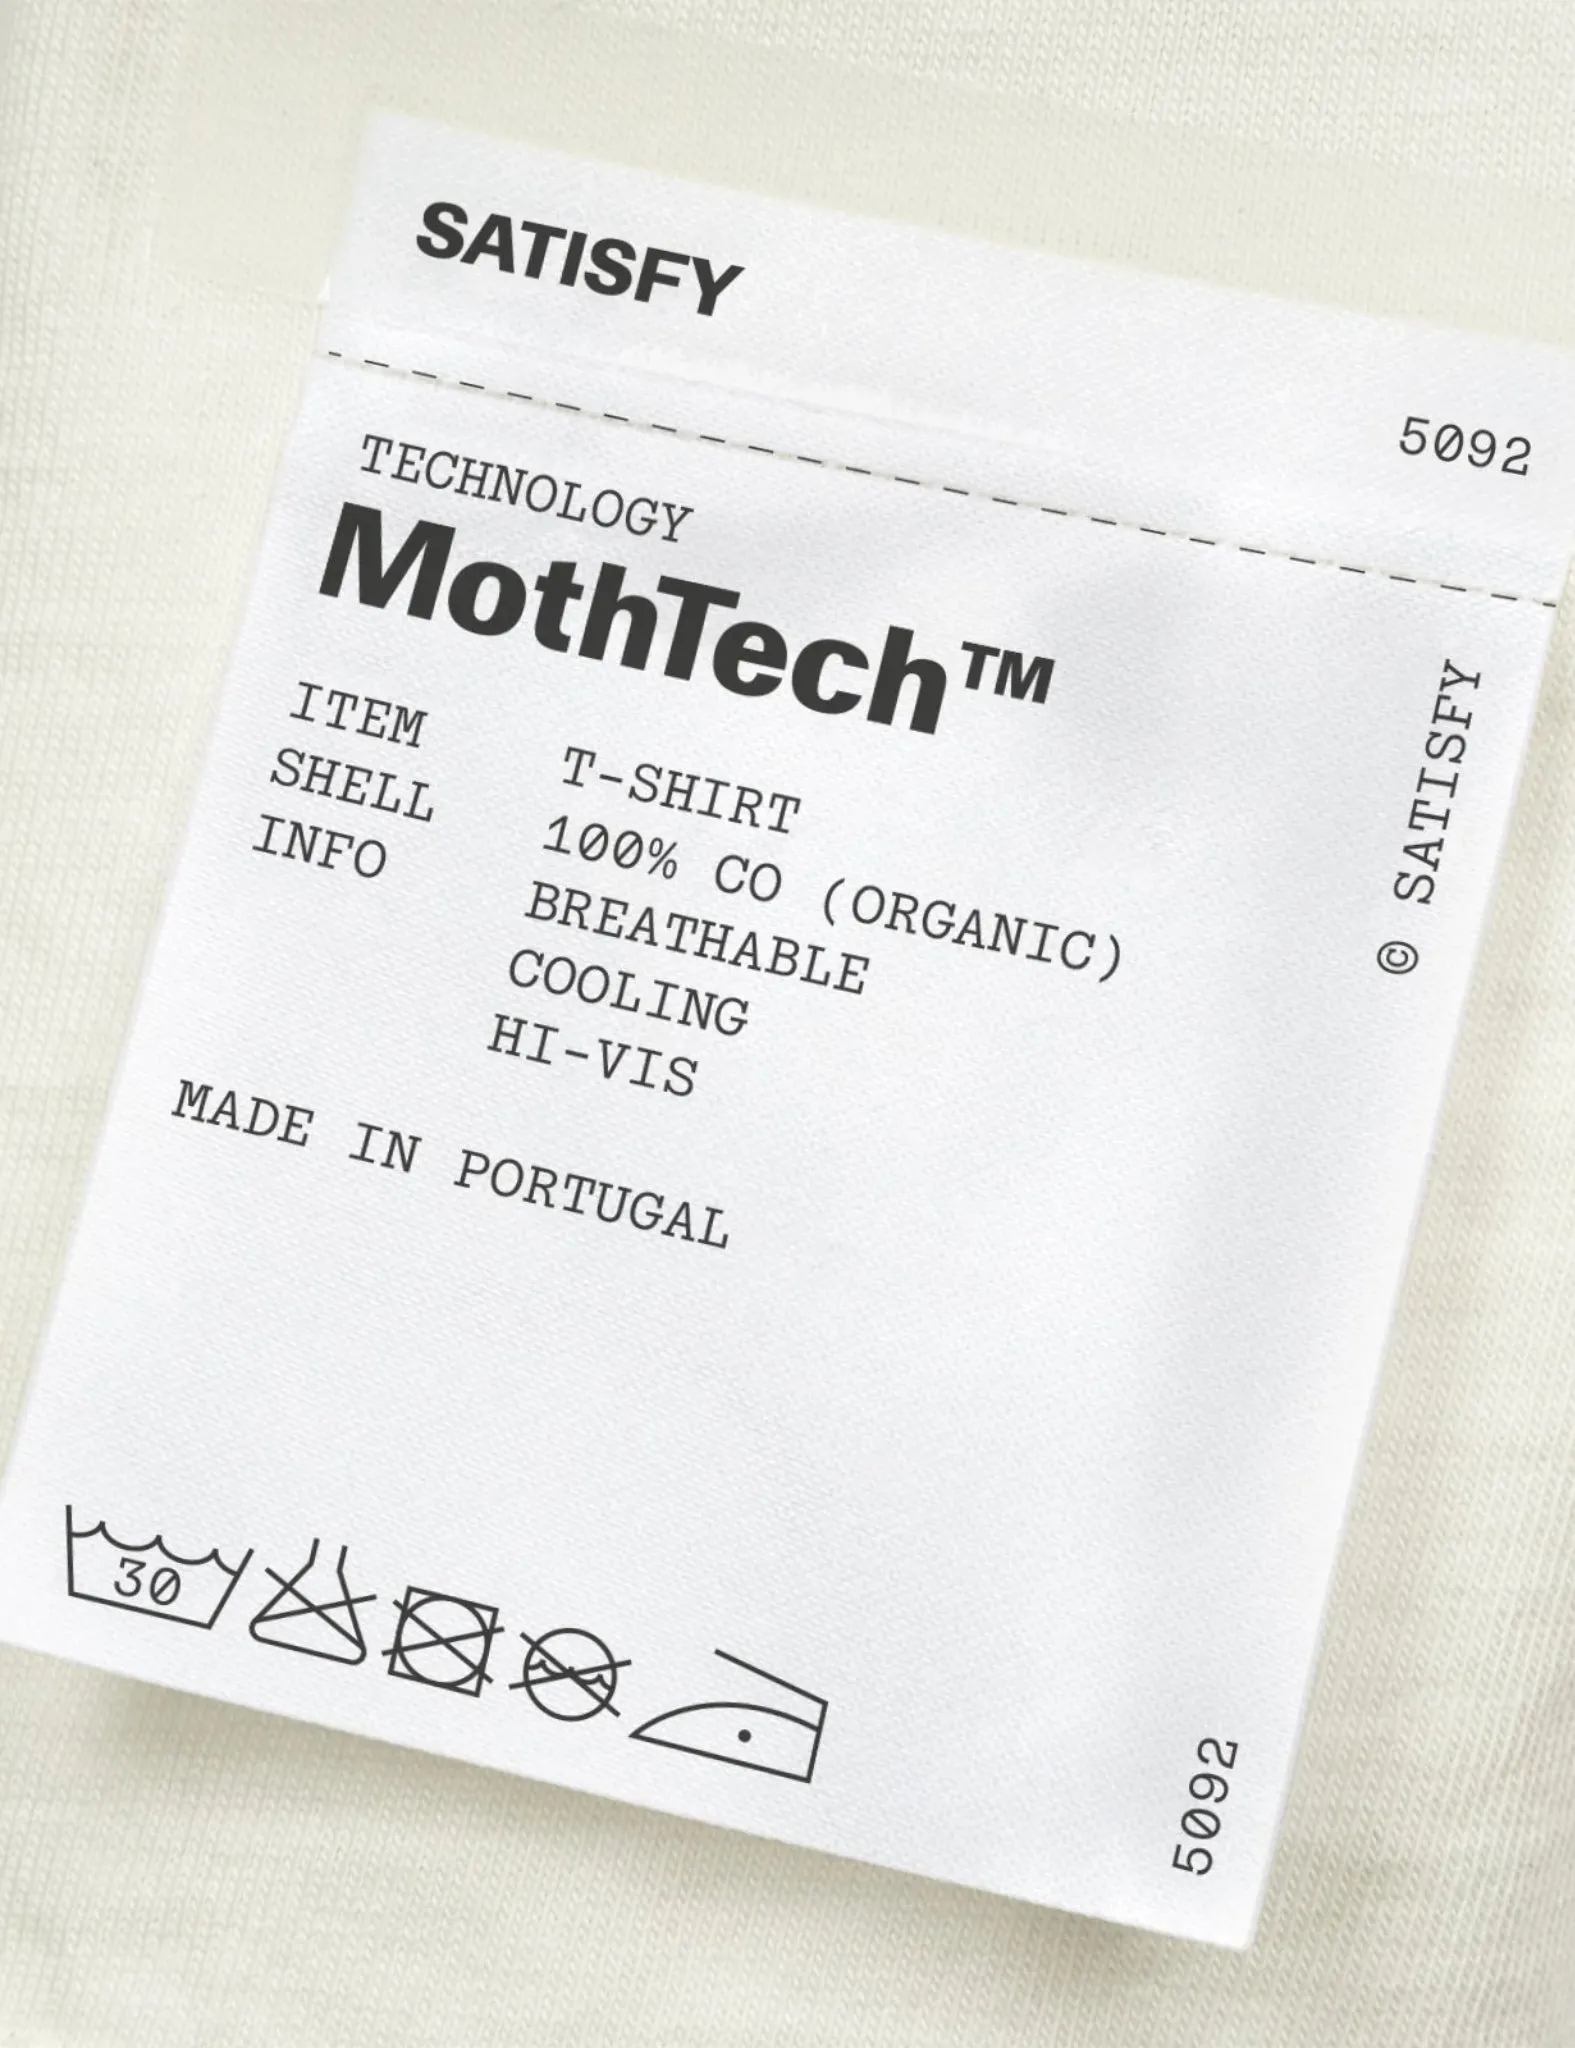 SATISFY
5092
TECHNOLOGY
MothTech™
ITEM T-SHIRT
SHELL 100% CO (ORGANIC)
INFO BREATHABLE
COOLING
HI-VIS
MADE IN PORTUGAL
© SATISFY
30
5092